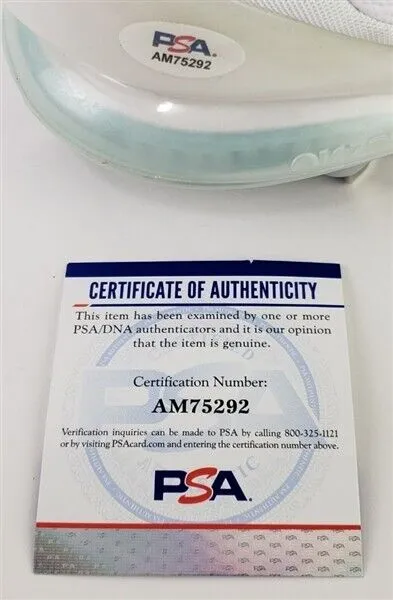 PSA
AM75292
CERTIFICATE OF AUTHENTICITY
This item has been examined by one or more
PSA/DNA authenticators and it is our opinion
that the item is genuine.
Certification Number:
AM75292
Verification inquiries can be made to PSA by calling 800-325-1121
or by visiting PSAcard.com and entering the certification number above.
PSA